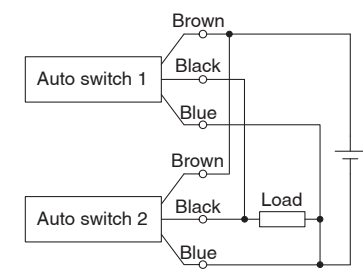 Brown
Auto switch 1
Black
Blue
Brown
Auto switch 2
Black
Load
Blue